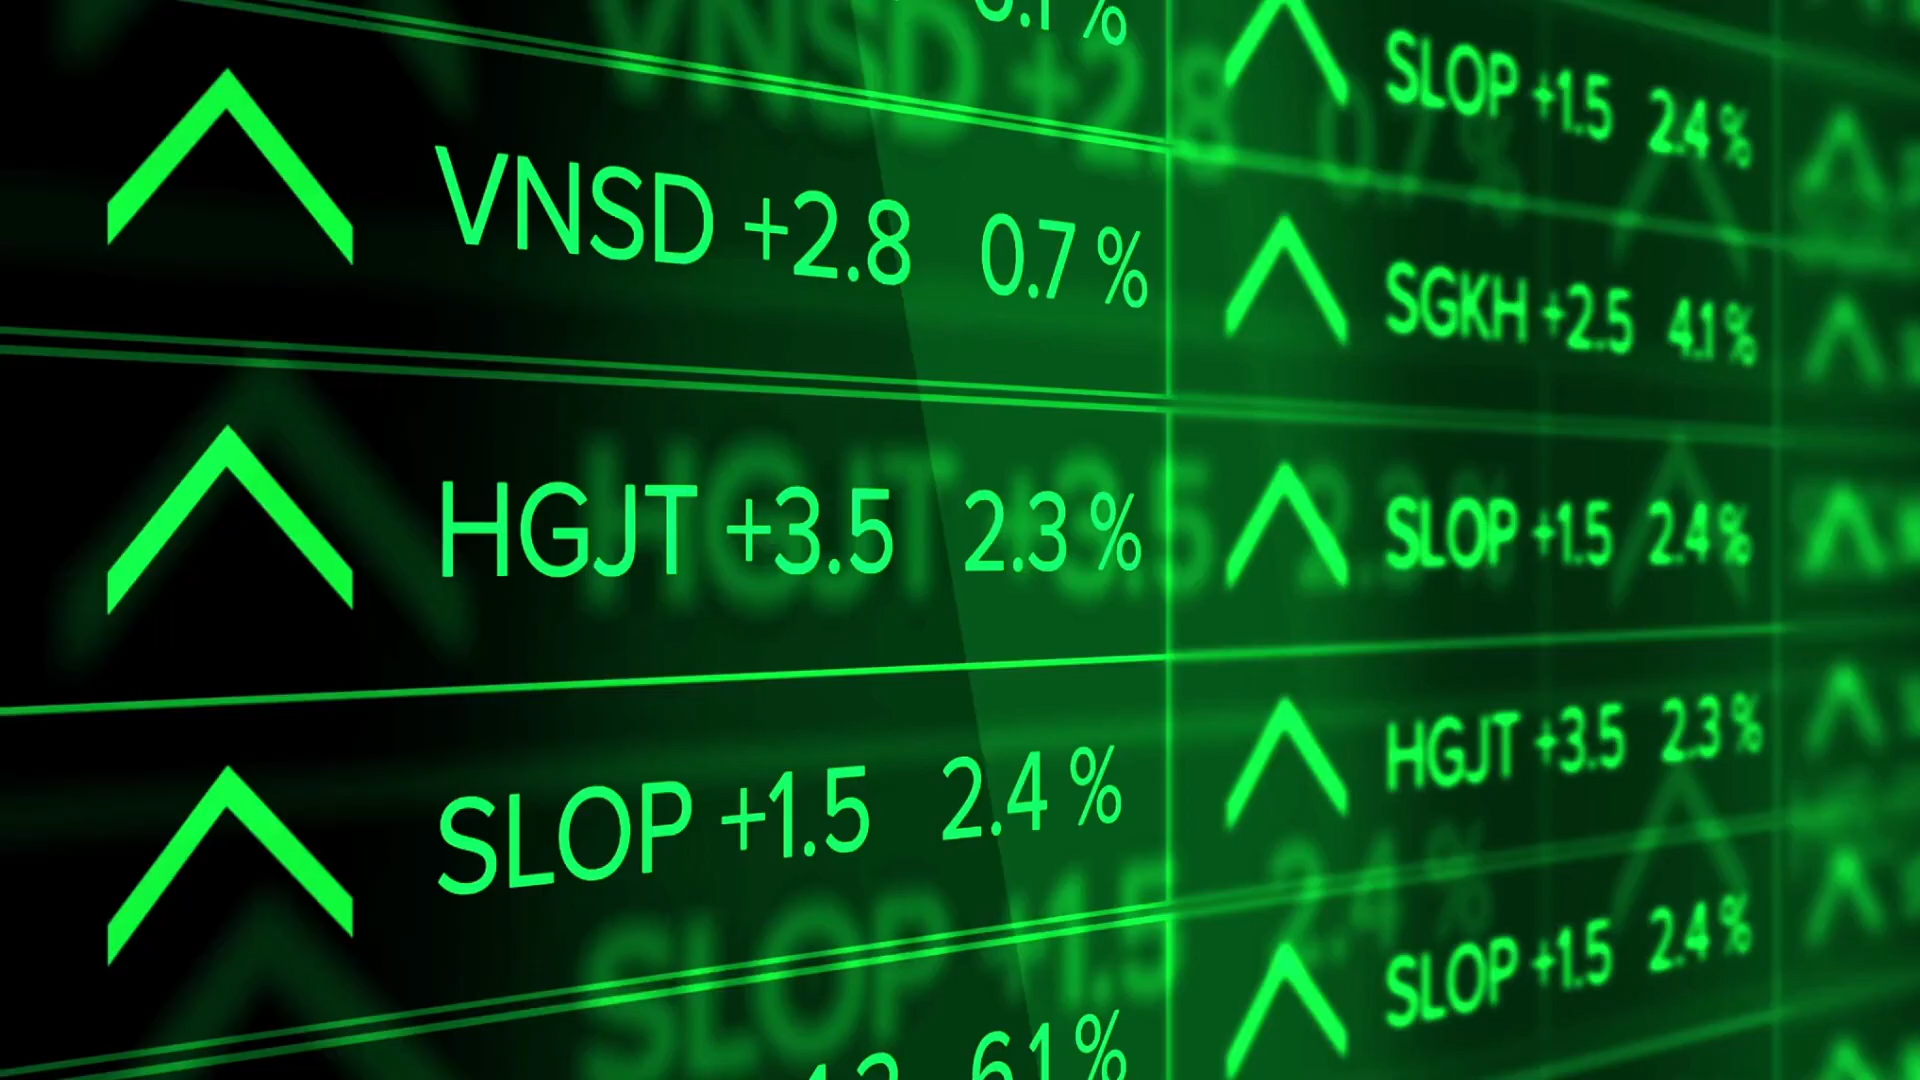 VNSD +2.8 0.7 %
HGJT +3.5 2.3 %
SLOP +1.5 2.4 %
6.1 %
SLOP +1.5 2.4 %
SGKH +2.5 4.1 %
SLOP +1.5 2.4 %
HGJT +3.5 2.3 %
SLOP +1.5 2.4 %